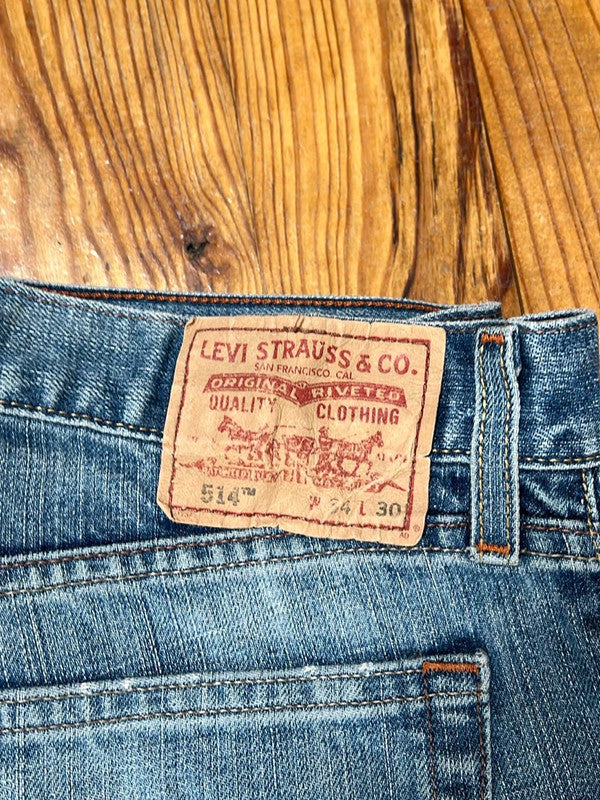 LEVI STRAUSS & CO.
SAN FRANCISCO, CAL
ORIGINAL RIVETED
QUALITY CLOTHING
514™ W 34 L 30
®